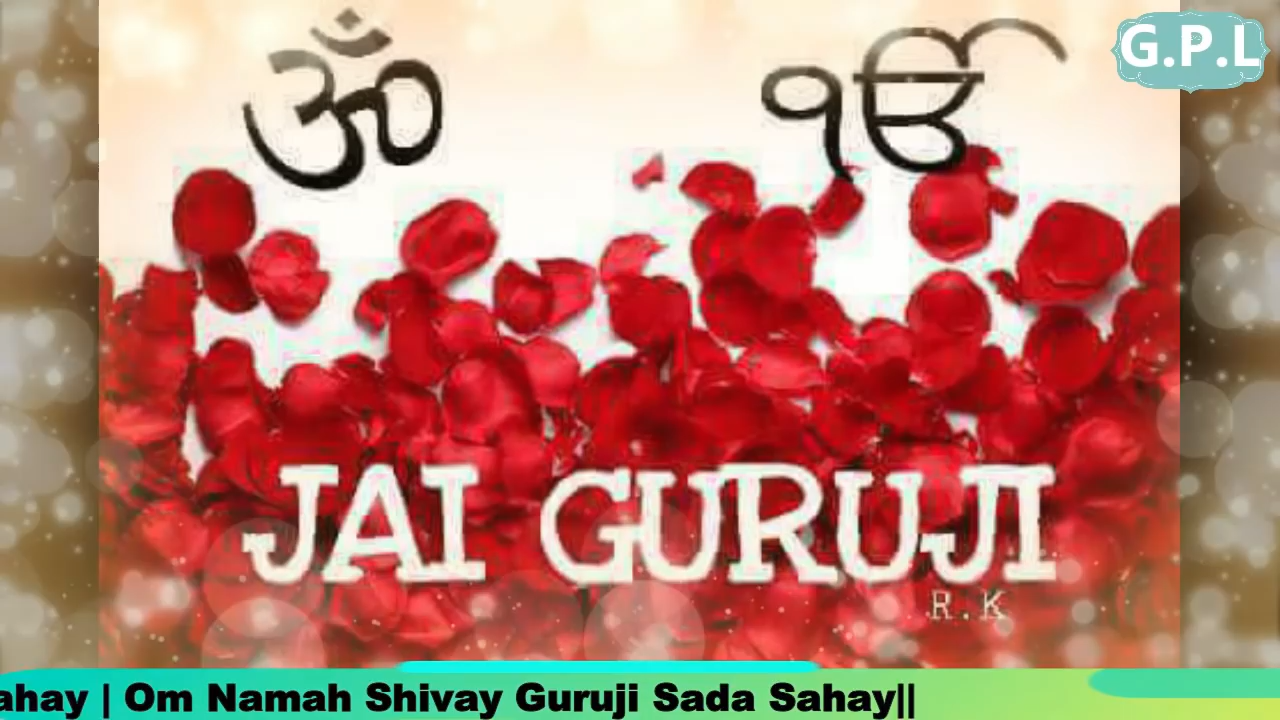 ॐ ੴ
G.P.L
JAI GURUJI
R.K
ahay | Om Namah Shivay Guruji Sada Sahay||